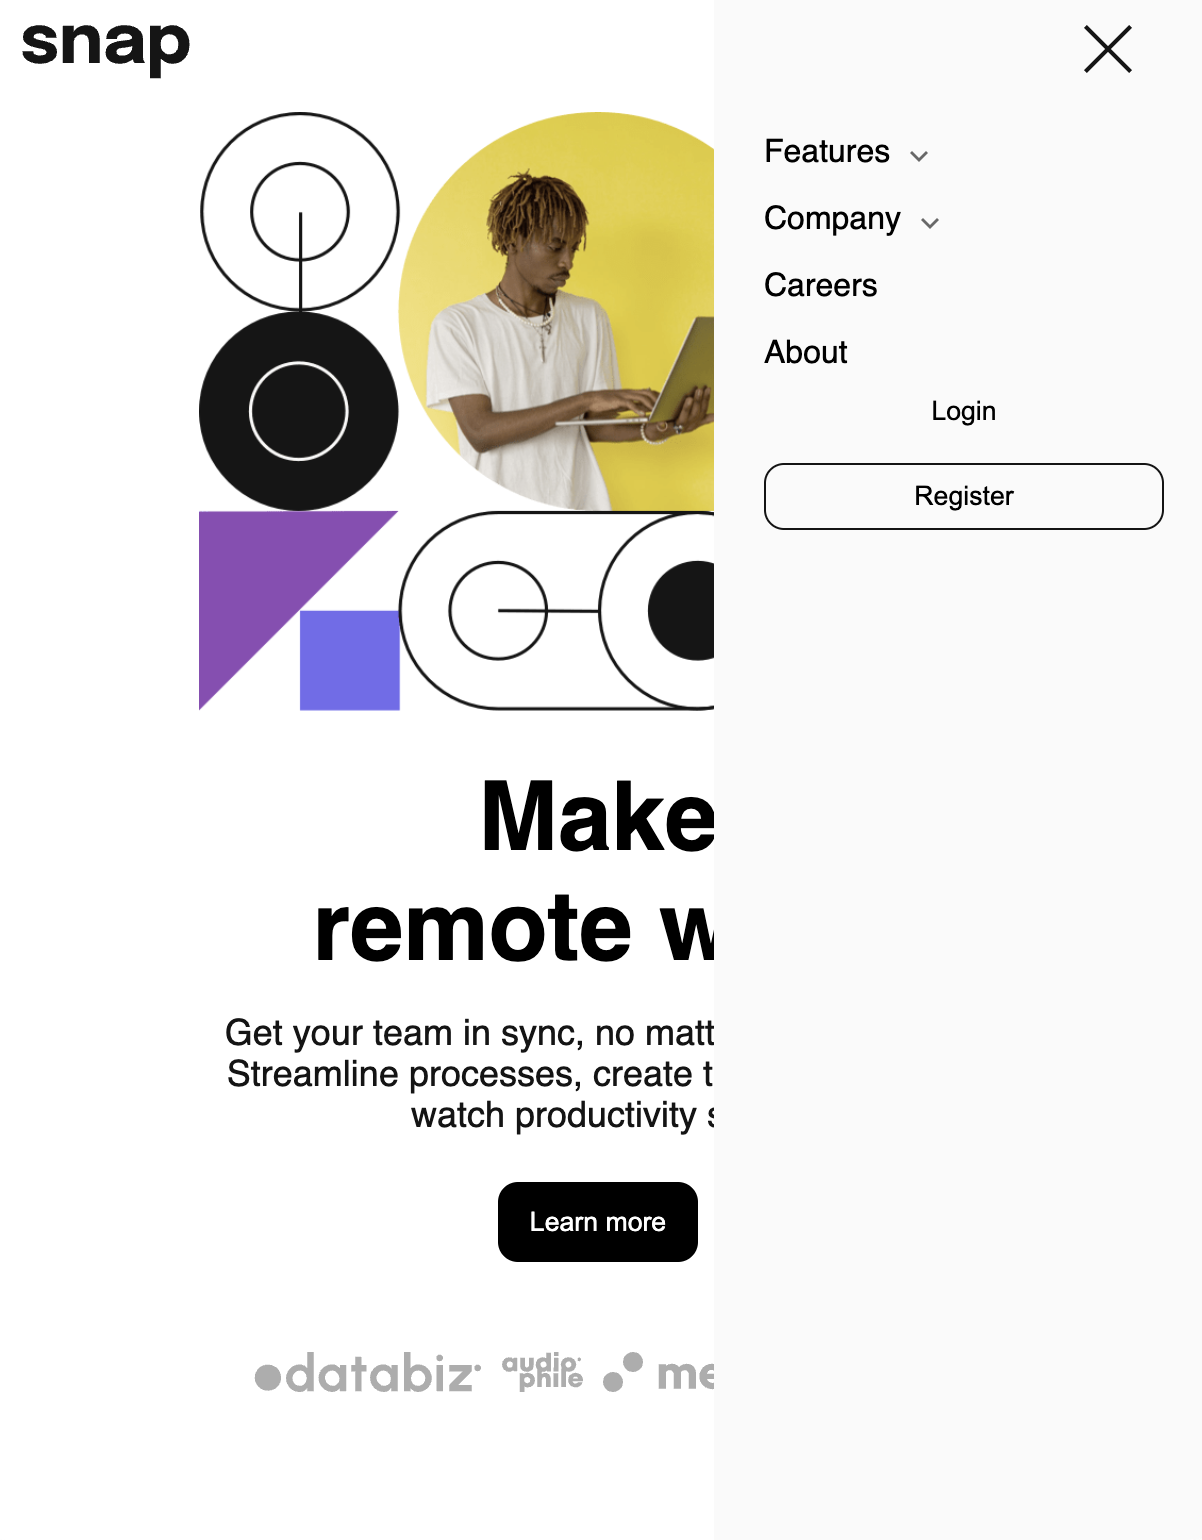 snap
Features
Company
Careers
About
Login
Register
Make
remote w
Get your team in sync, no matt
Streamline processes, create t
watch productivity s
Learn more
databiz
audio
phile
me